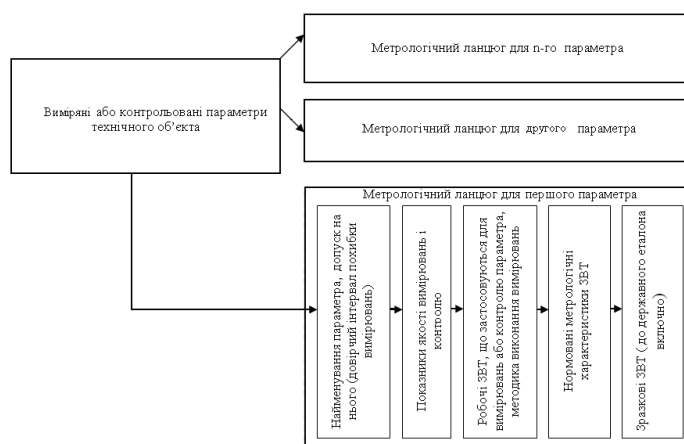 Метрологічний ланцюг для n-го параметра
Виміряні або контрольовані параметри
технічного об’єкта
Метрологічний ланцюг для другого параметра
Метрологічний ланцюг для першого параметра
Найменування параметра, допуск на
нього (довірчий інтервал похибки
вимірювань)
Показники якості вимірювань і
контролю
Робочі ЗВТ, що застосовуються для
вимірювань або контролю параметра,
методика виконання вимірювань
Нормовані метрологічні
характеристики ЗВТ
Зразкові ЗВТ ( до державного еталона
включно)